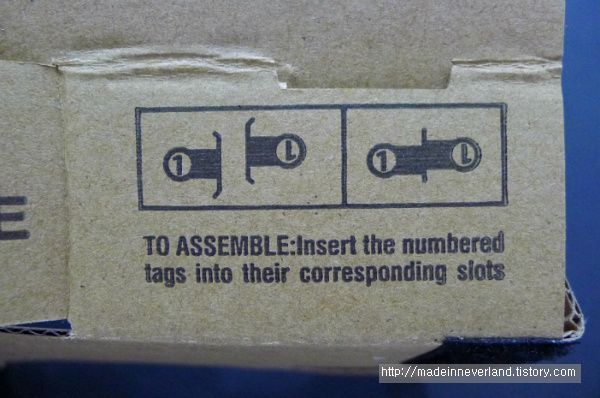 1 1 1 1
E
TO ASSEMBLE:Insert the numbered
tags into their corresponding slots
http://madeinneverland.tistory.com